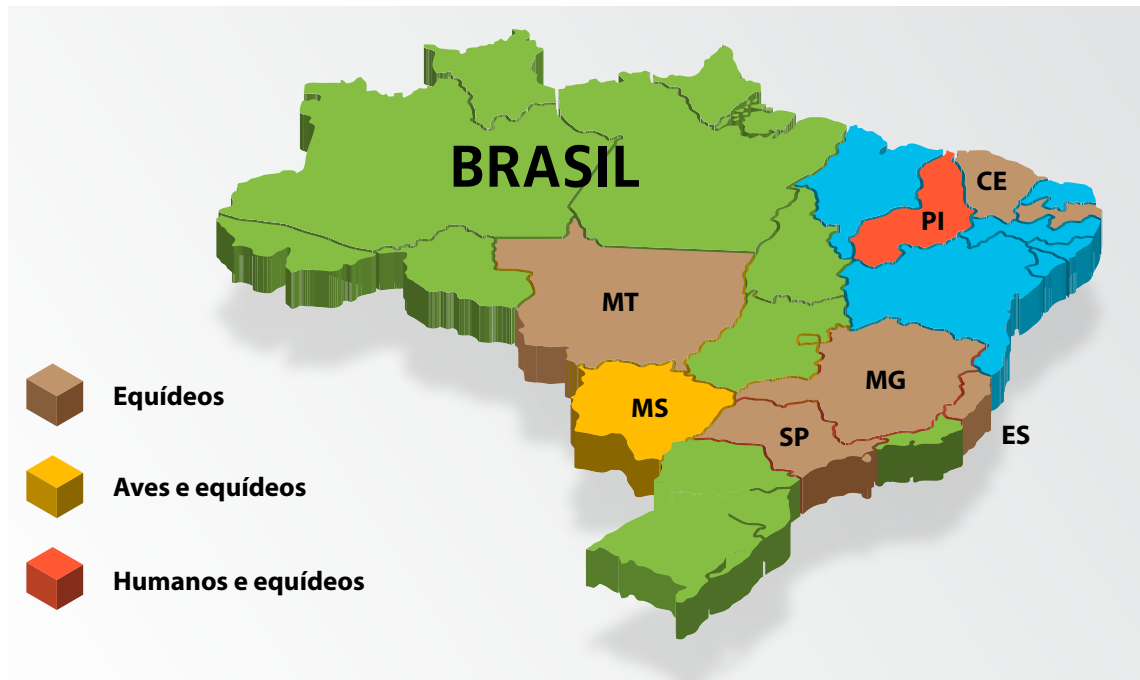 BRASIL
CE
PI
MT
MG
MS
SP
ES
Equídeos
Aves e equídeos
Humanos e equídeos